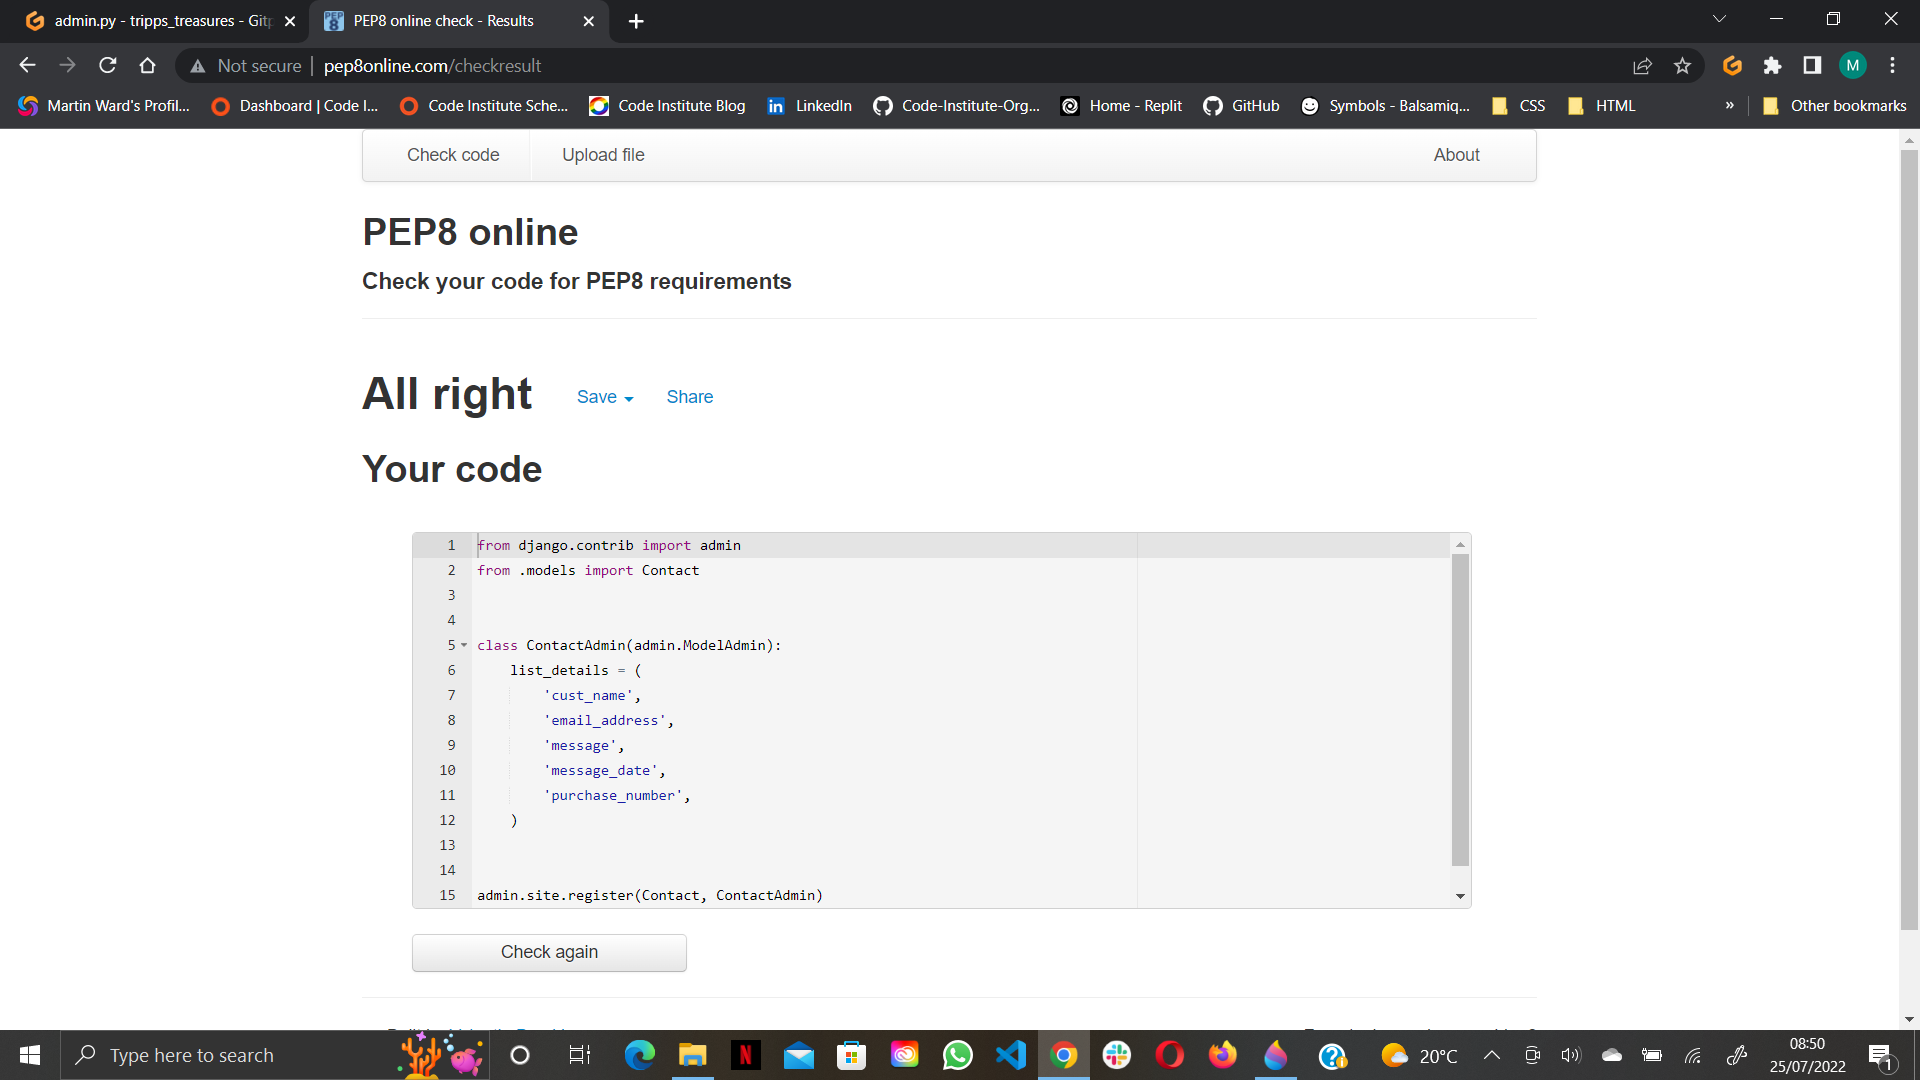 admin.py - tripps_treasures - Gitp
PEP8 online check - Results
Not secure
pep8online.com/checkresult
M
Martin Ward's Profil...
Dashboard | Code I...
Code Institute Sche...
Code Institute Blog
LinkedIn
Code-Institute-Org...
Home - Replit
GitHub
Symbols - Balsamiq...
CSS
HTML
»
Other bookmarks
Check code
Upload file
About
PEP8 online
Check your code for PEP8 requirements
All right
Save
Share
Your code
1 from django.contrib import admin
2 from .models import Contact
3
4
5 class ContactAdmin(admin.ModelAdmin):
6 list_details = (
7 'cust_name',
8 'email_address',
9 'message',
10 'message_date',
11 'purchase_number',
12 )
13
14
15 admin.site.register(Contact, ContactAdmin)
Check again
Type here to search
20°C
08:50
25/07/2022
1